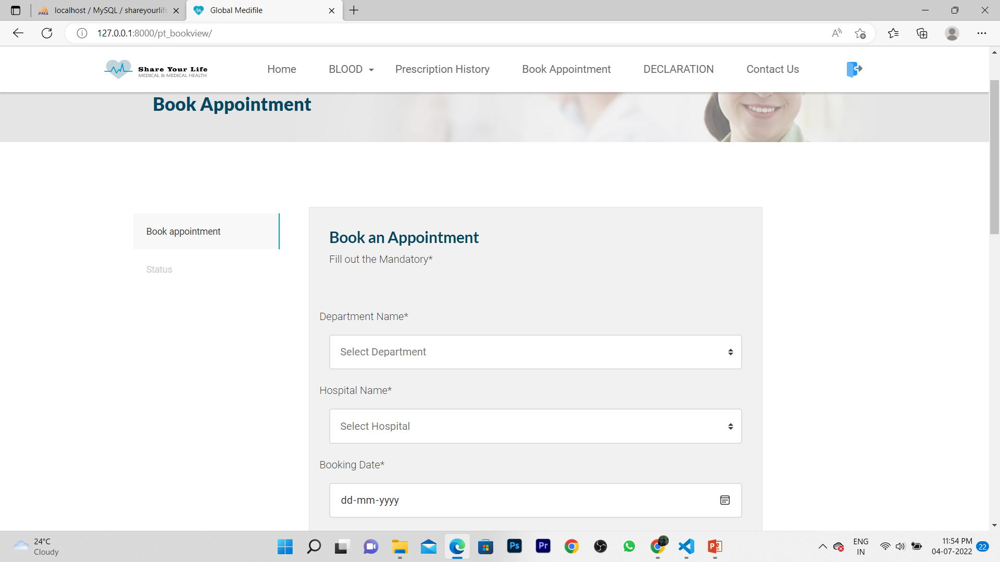 localhost / MySQL / shareyourlife
Global Medifile
127.0.0.1:8000/pt_bookview/
Share Your Life
MEDICAL & MEDICAL HEALTH
Home
BLOOD
Prescription History
Book Appointment
DECLARATION
Contact Us
Book Appointment
Book appointment
Status
Book an Appointment
Fill out the Mandatory*
Department Name*
Select Department
Hospital Name*
Select Hospital
Booking Date*
dd-mm-yyyy
24°C
Cloudy
Ps
Pr
ENG
IN
11:54 PM
04-07-2022
22